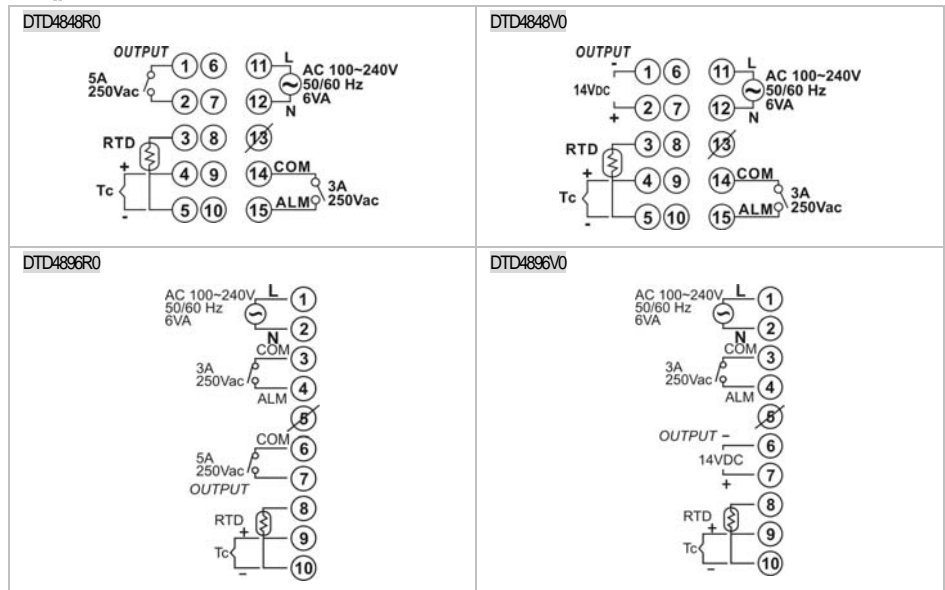 DTD4848R0
OUTPUT
5A
250Vac
1 6
2 7
RTD
3 8
+
Tc
4 9
-
5 10
11 L
AC 100~240V
50/60 Hz
6VA
12 N
13
14 COM
3A
250Vac
15 ALM
DTD4848V0
OUTPUT
-
14VDC
+
1 6
2 7
RTD
3 8
+
Tc
4 9
-
5 10
11 L
AC 100~240V
50/60 Hz
6VA
12 N
13
14 COM
3A
250Vac
15 ALM
DTD4896R0
AC 100~240V
50/60 Hz
6VA
L 1
N 2
COM 3
3A
250Vac
ALM 4
5
COM 6
5A
250Vac
OUTPUT
7
8
RTD
+
Tc
9
–
10
DTD4896V0
AC 100~240V
50/60 Hz
6VA
L 1
N 2
COM 3
3A
250Vac
ALM 4
5
OUTPUT –
6
14VDC
+
7
8
RTD
+
Tc
9
–
10